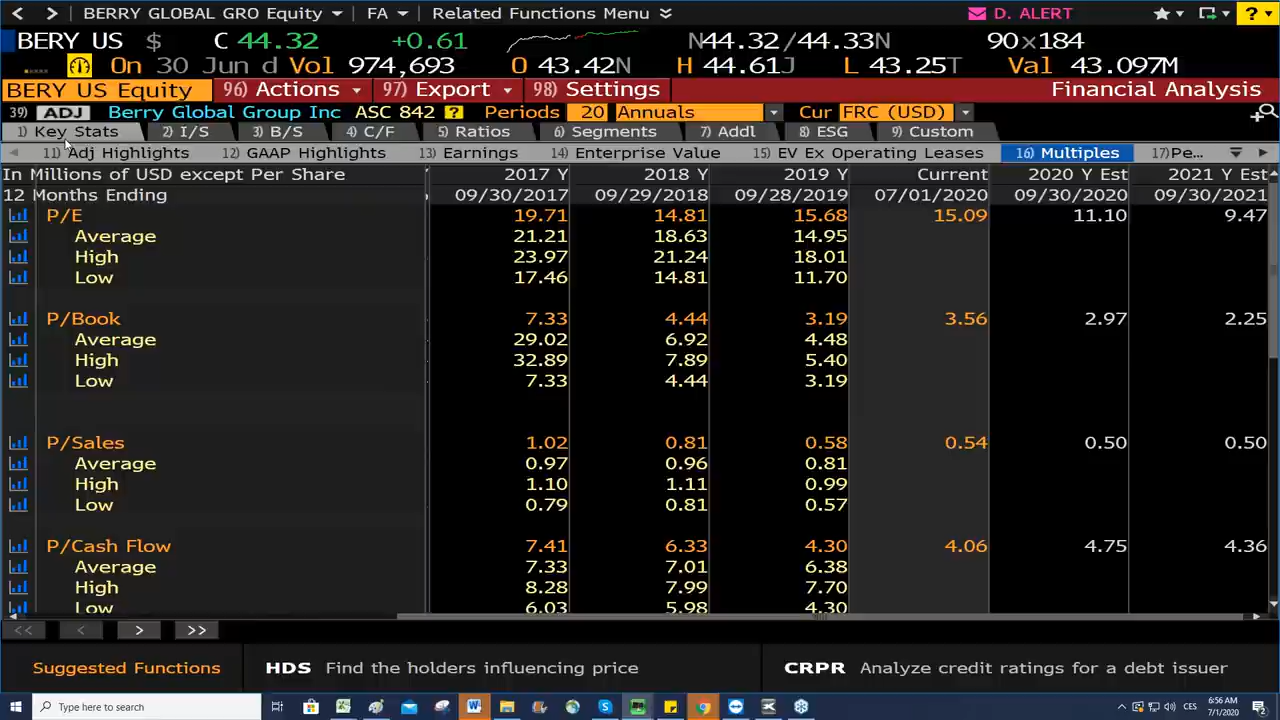 BERRY GLOBAL GRO Equity FA Related Functions Menu D. ALERT ?
BERY US $ C 44.32 +0.61 N44.32/44.33N 90×184
On 30 Jun d Vol 974,693 O 43.42N H 44.61J L 43.25T Val 43.097M
BERY US Equity 96) Actions 97) Export 98) Settings Financial Analysis
39) ADJ Berry Global Group Inc ASC 842 ? Periods 20 Annuals Cur FRC (USD)
1) Key Stats 2) I/S 3) B/S 4) C/F 5) Ratios 6) Segments 7) Addl 8) ESG 9) Custom
11) Adj Highlights 12) GAAP Highlights 13) Earnings 14) Enterprise Value 15) EV Ex Operating Leases 16) Multiples 17) Pe...
In Millions of USD except Per Share 2017 Y 2018 Y 2019 Y Current 2020 Y Est 2021 Y Est
12 Months Ending 09/30/2017 09/29/2018 09/28/2019 07/01/2020 09/30/2020 09/30/2021
P/E 19.71 14.81 15.68 15.09 11.10 9.47
Average 21.21 18.63 14.95
High 23.97 21.24 18.01
Low 17.46 14.81 11.70
P/Book 7.33 4.44 3.19 3.56 2.97 2.25
Average 29.02 6.92 4.48
High 32.89 7.89 5.40
Low 7.33 4.44 3.19
P/Sales 1.02 0.81 0.58 0.54 0.50 0.50
Average 0.97 0.96 0.81
High 1.10 1.11 0.99
Low 0.79 0.81 0.57
P/Cash Flow 7.41 6.33 4.30 4.06 4.75 4.36
Average 7.33 7.01 6.38
High 8.28 7.99 7.70
Low 6.03 5.98 4.30
<< < > >>
Suggested Functions HDS Find the holders influencing price CRPR Analyze credit ratings for a debt issuer
Type here to search CES 6:56 AM
7/1/2020